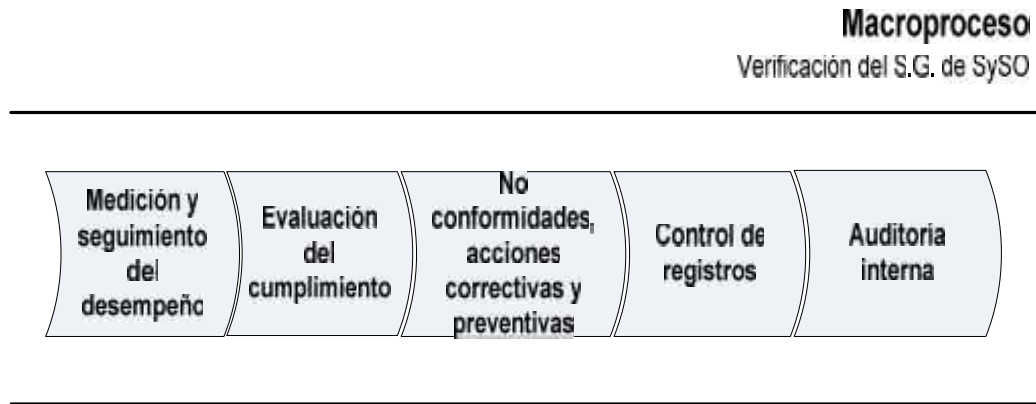 Macroproceso
Verificación del S.G. de SySO
Medición y
seguimiento
del
desempeño
Evaluación
del
cumplimiento
No
conformidades,
acciones
correctivas y
preventivas
Control de
registros
Auditoria
interna